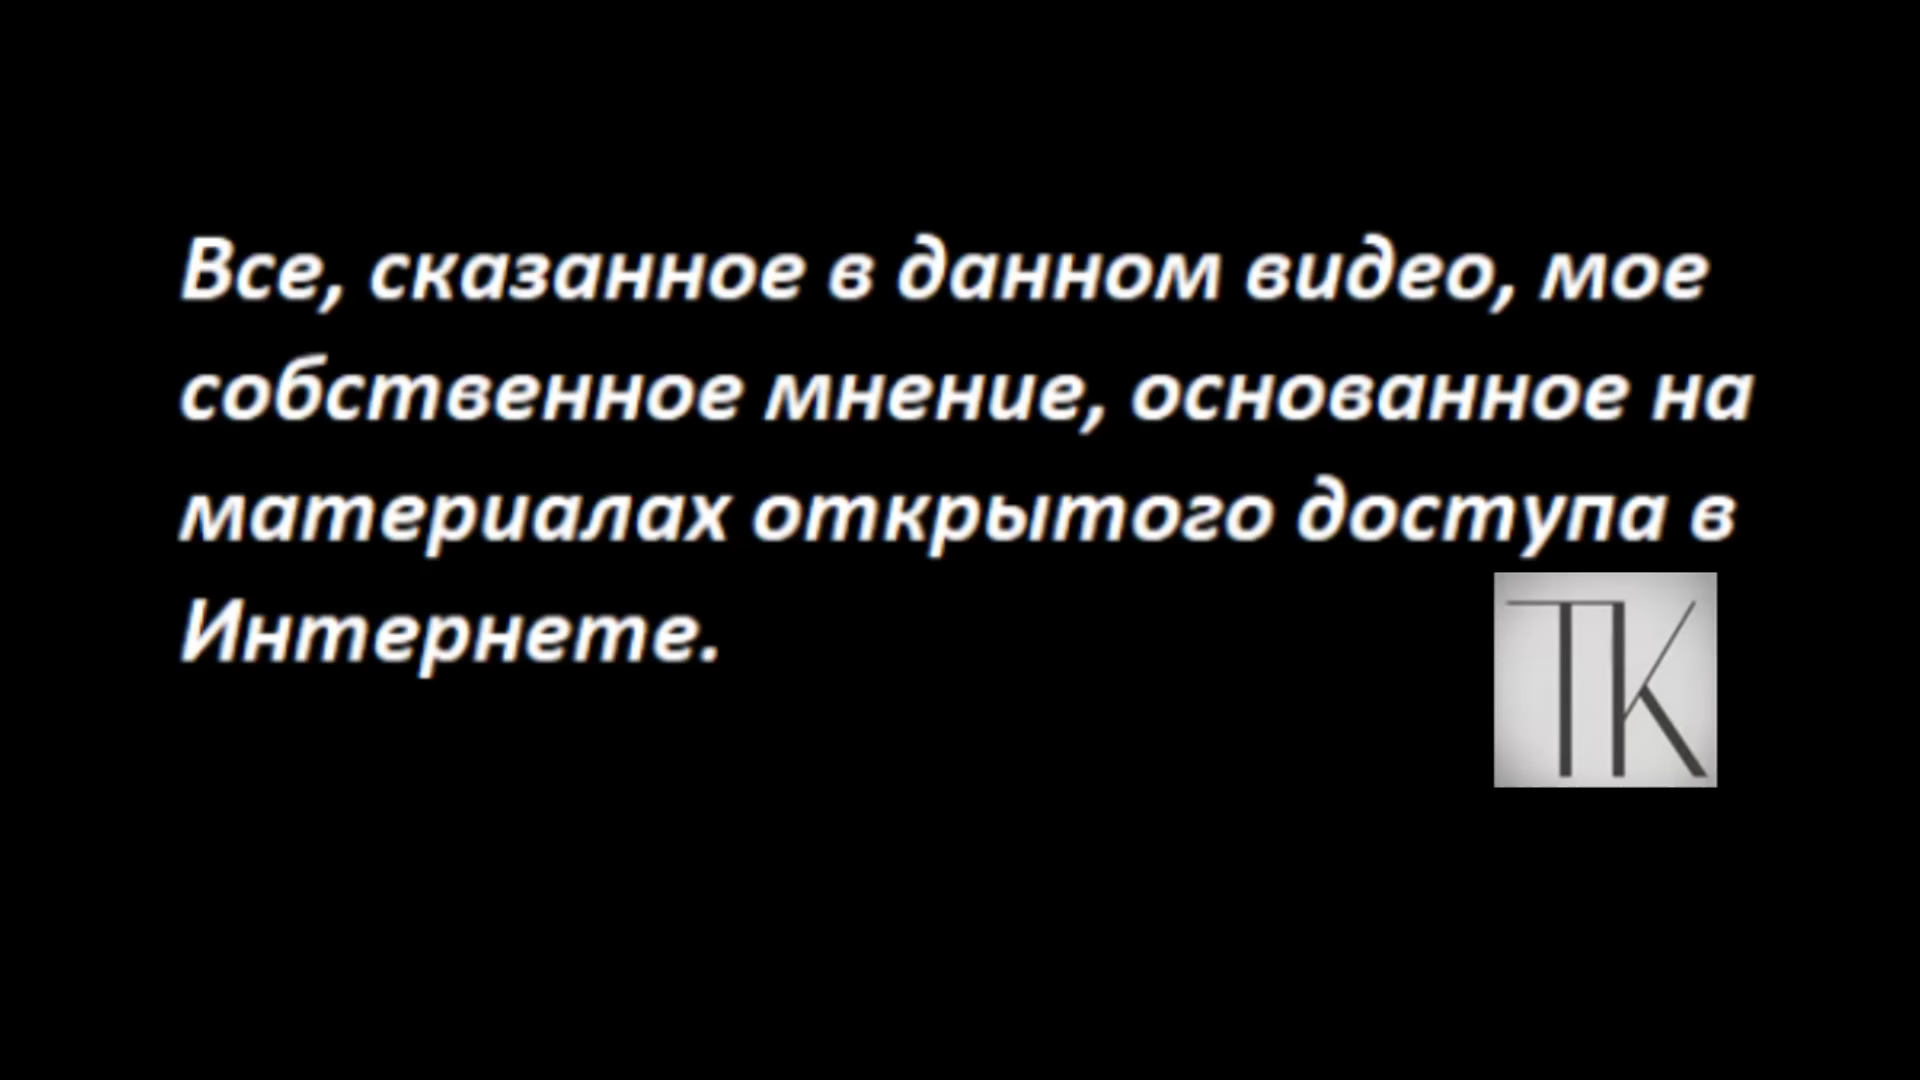 Все, сказанное в данном видео, мое
собственное мнение, основанное на
материалах открытого доступа в
Интернете.
TK